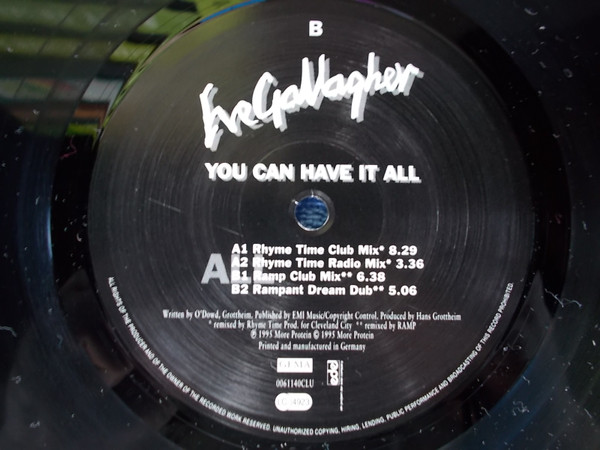 B
Eve Gallagher
YOU CAN HAVE IT ALL
A1 Rhyme Time Club Mix* 8.29
A2 Rhyme Time Radio Mix* 3.36
B1 Ramp Club Mix** 6.38
B2 Rampant Dream Dub** 5.06
Written by O'Dowd, Grottheim, Published by EMI Music/Copyright Control, Produced by Hans Grottheim
* remixed by Rhyme Time Prod. for Cleveland City ** remixed by RAMP
℗ 1995 More Protein © 1995 More Protein
Printed and manufactured in Germany
GEMA
0061140CLU
edel
ALL RIGHTS OF THE PRODUCER AND OF THE OWNER OF THE RECORDED WORK RESERVED. UNAUTHORIZED COPYING, HIRING, LENDING, PUBLIC PERFORMANCE AND BROADCASTING OF THIS RECORD PROHIBITED.